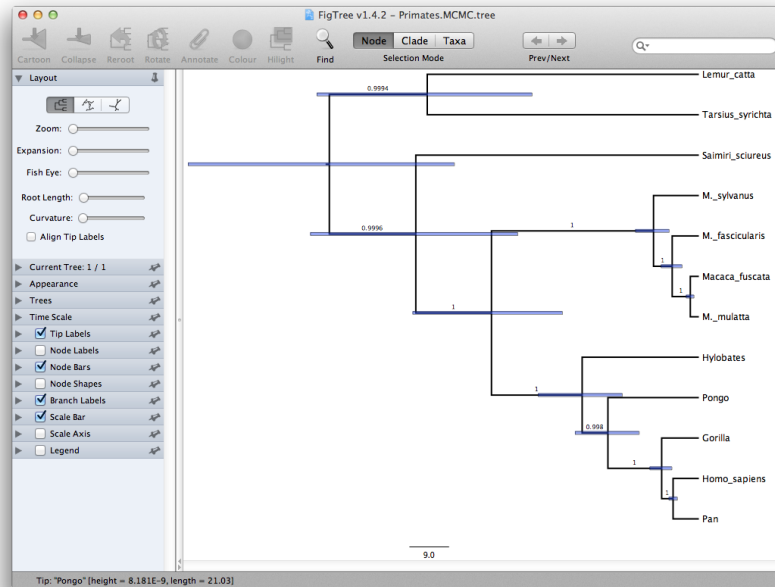 FigTree v1.4.2 - Primates.MCMC.tree
Cartoon Collapse Reroot Rotate Annotate Colour Hilight Find
Node Clade Taxa
Selection Mode
Prev/Next
Layout
Zoom:
Expansion:
Fish Eye:
Root Length:
Curvature:
Align Tip Labels
Current Tree: 1 / 1
Appearance
Trees
Time Scale
Tip Labels
Node Labels
Node Bars
Node Shapes
Branch Labels
Scale Bar
Scale Axis
Legend
Lemur_catta
0.9994
Tarsius_syrichta
Saimiri_sciureus
M._sylvanus
1
0.9996
M._fascicularis
1
Macaca_fuscata
1
1
M._mulatta
Hylobates
1
Pongo
0.998
Gorilla
1
Homo_sapiens
1
Pan
9.0
Tip: "Pongo" [height = 8.181E-9, length = 21.03]